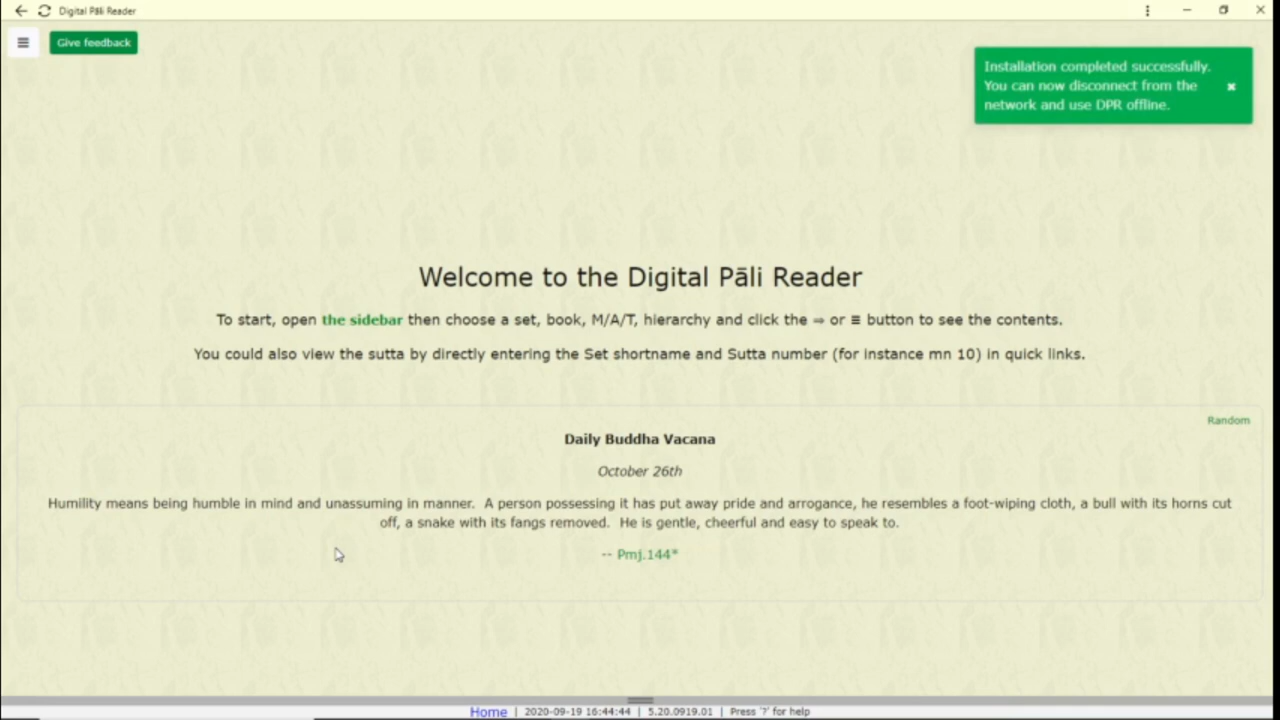 Digital Pāli Reader
Give feedback
Installation completed successfully.
You can now disconnect from the
network and use DPR offline.
Welcome to the Digital Pāli Reader
To start, open the sidebar then choose a set, book, M/A/T, hierarchy and click the ⇒ or ≡ button to see the contents.
You could also view the sutta by directly entering the Set shortname and Sutta number (for instance mn 10) in quick links.
Random
Daily Buddha Vacana
October 26th
Humility means being humble in mind and unassuming in manner. A person possessing it has put away pride and arrogance, he resembles a foot-wiping cloth, a bull with its horns cut
off, a snake with its fangs removed. He is gentle, cheerful and easy to speak to.
-- Pmj.144*
Home | 2020-09-19 16:44:44 | 5.20.0919.01 | Press '?' for help